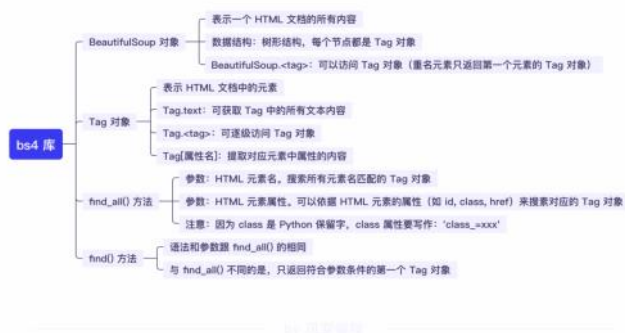 表示一个 HTML 文档的所有内容
BeautifulSoup 对象
数据结构：树形结构，每个节点都是 Tag 对象
BeautifulSoup.<tag>：可以访问 Tag 对象（重名元素只返回第一个元素的 Tag 对象）
表示 HTML 文档中的元素
Tag.text：可获取 Tag 中的所有文本内容
Tag 对象
Tag.<tag>：可逐级访问 Tag 对象
Tag[属性名]：提取对应元素中属性的内容
bs4 库
参数：HTML 元素名。搜索所有元素名匹配的 Tag 对象
find_all() 方法
参数：HTML 元素属性。可以依据 HTML 元素的属性（如 id, class, href）来搜索对应的 Tag 对象
注意：因为 class 是 Python 保留字，class 属性要写作：'class_=xxx'
语法和参数跟 find_all() 的相同
find() 方法
与 find_all() 不同的是，只返回符合参数条件的第一个 Tag 对象